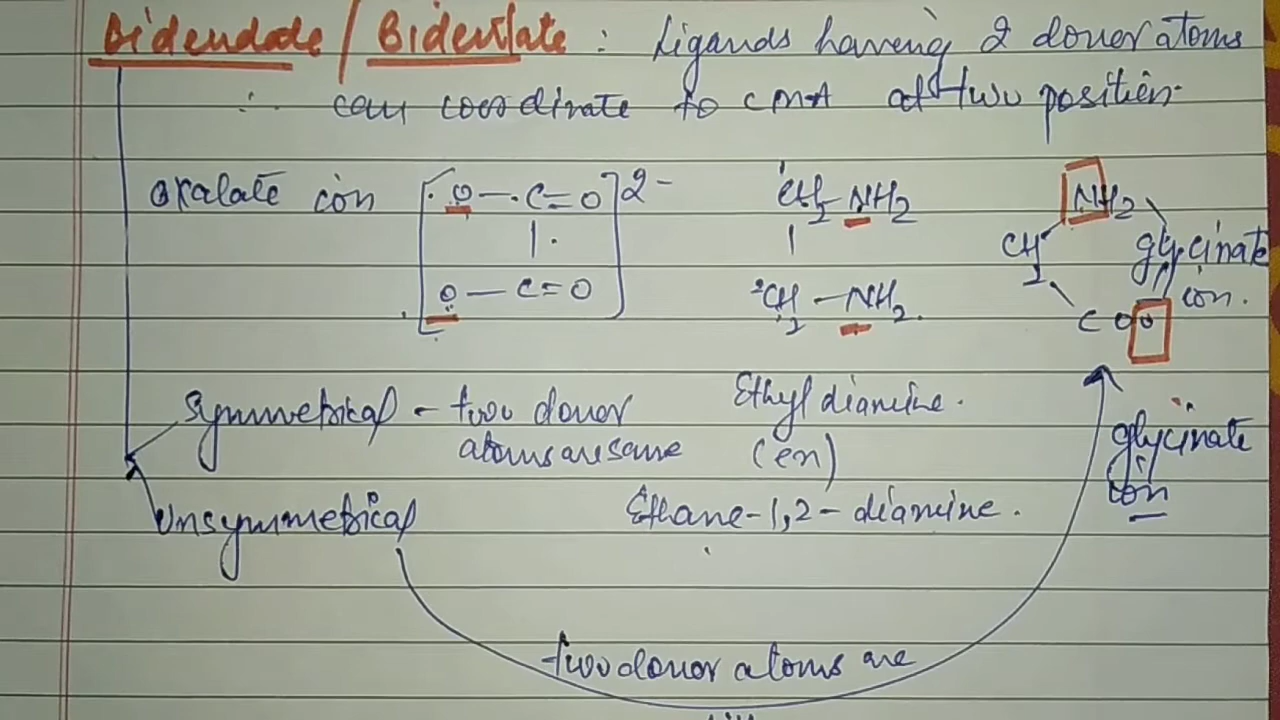 Didendade / Bidentate : Ligands having 2 donor atoms
∴ can coordinate to CMA at two position
oxalate ion [O — C = O]2-
|
O — C = O
CH2 — NH2
|
2CH2 — NH2
NH2
CH2
COO
glycinate
ion.
Symmetrical - two donor
atoms are same
Unsymmetrical
Ethyl diamine.
(en)
Ethane-1,2-diamine.
glycinate
ion
two donor atoms are